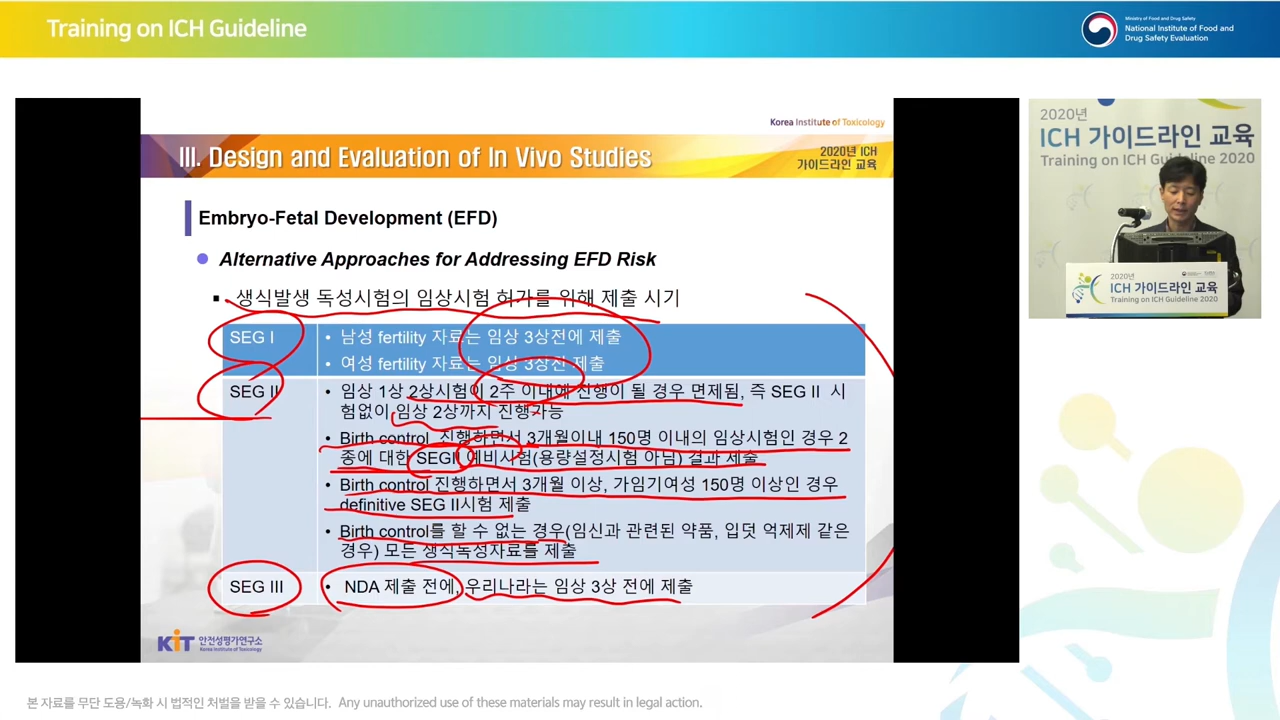 Training on ICH Guideline
Ministry of Food and Drug Safety
National Institute of Food and
Drug Safety Evaluation
Korea Institute of Toxicology
III. Design and Evaluation of In Vivo Studies
2020년 ICH
가이드라인 교육
Embryo-Fetal Development (EFD)
● Alternative Approaches for Addressing EFD Risk
▪ 생식발생 독성시험의 임상시험 허가를 위해 제출 시기
SEG I
• 남성 fertility 자료는 임상 3상전에 제출
• 여성 fertility 자료는 임상 3상전 제출
SEG II
• 임상 1상 2상시험이 2주 이내에 진행이 될 경우 면제됨, 즉 SEG II 시
험없이 임상 2상까지 진행가능
• Birth control 진행하면서 3개월이내 150명 이내의 임상시험인 경우 2
종에 대한 SEGII 예비시험(용량설정시험 아님) 결과 제출
• Birth control 진행하면서 3개월 이상, 가임기여성 150명 이상인 경우
definitive SEG II시험 제출
• Birth control를 할 수 없는 경우(임신과 관련된 약품, 입덧 억제제 같은
경우) 모든 생식독성자료를 제출
SEG III
• NDA 제출 전에, 우리나라는 임상 3상 전에 제출
KIT 안전성평가연구소
Korea Institute of Toxicology
2020년
ICH 가이드라인 교육
Training on ICH Guideline 2020
2020년
ICH 가이드라인 교육
Training on ICH Guideline 2020
본 자료를 무단 도용/녹화 시 법적인 처벌을 받을 수 있습니다. Any unauthorized use of these materials may result in legal action.